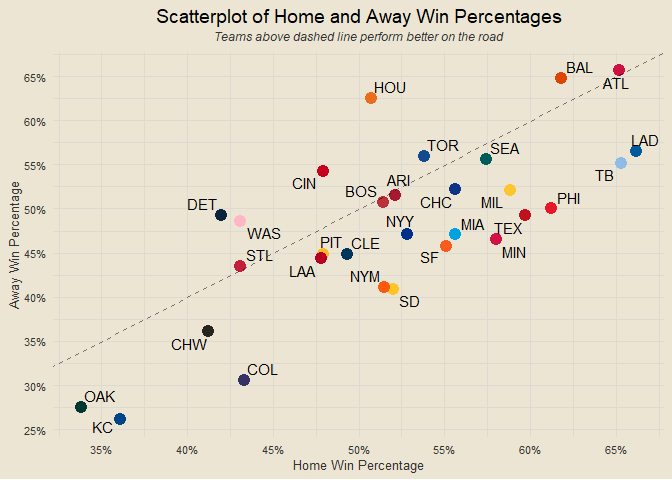 Scatterplot of Home and Away Win Percentages
Teams above dashed line perform better on the road
Away Win Percentage
65%
60%
55%
50%
45%
40%
35%
30%
25%
BAL
ATL
HOU
LAD
TOR
SEA
TB
CIN
BOS
ARI
CHC
MIL
PHI
DET
WAS
NYY
MIA
TEX
MIN
STL
PIT
CLE
SF
LAA
NYM
SD
CHW
COL
OAK
KC
35%
40%
45%
50%
55%
60%
65%
Home Win Percentage